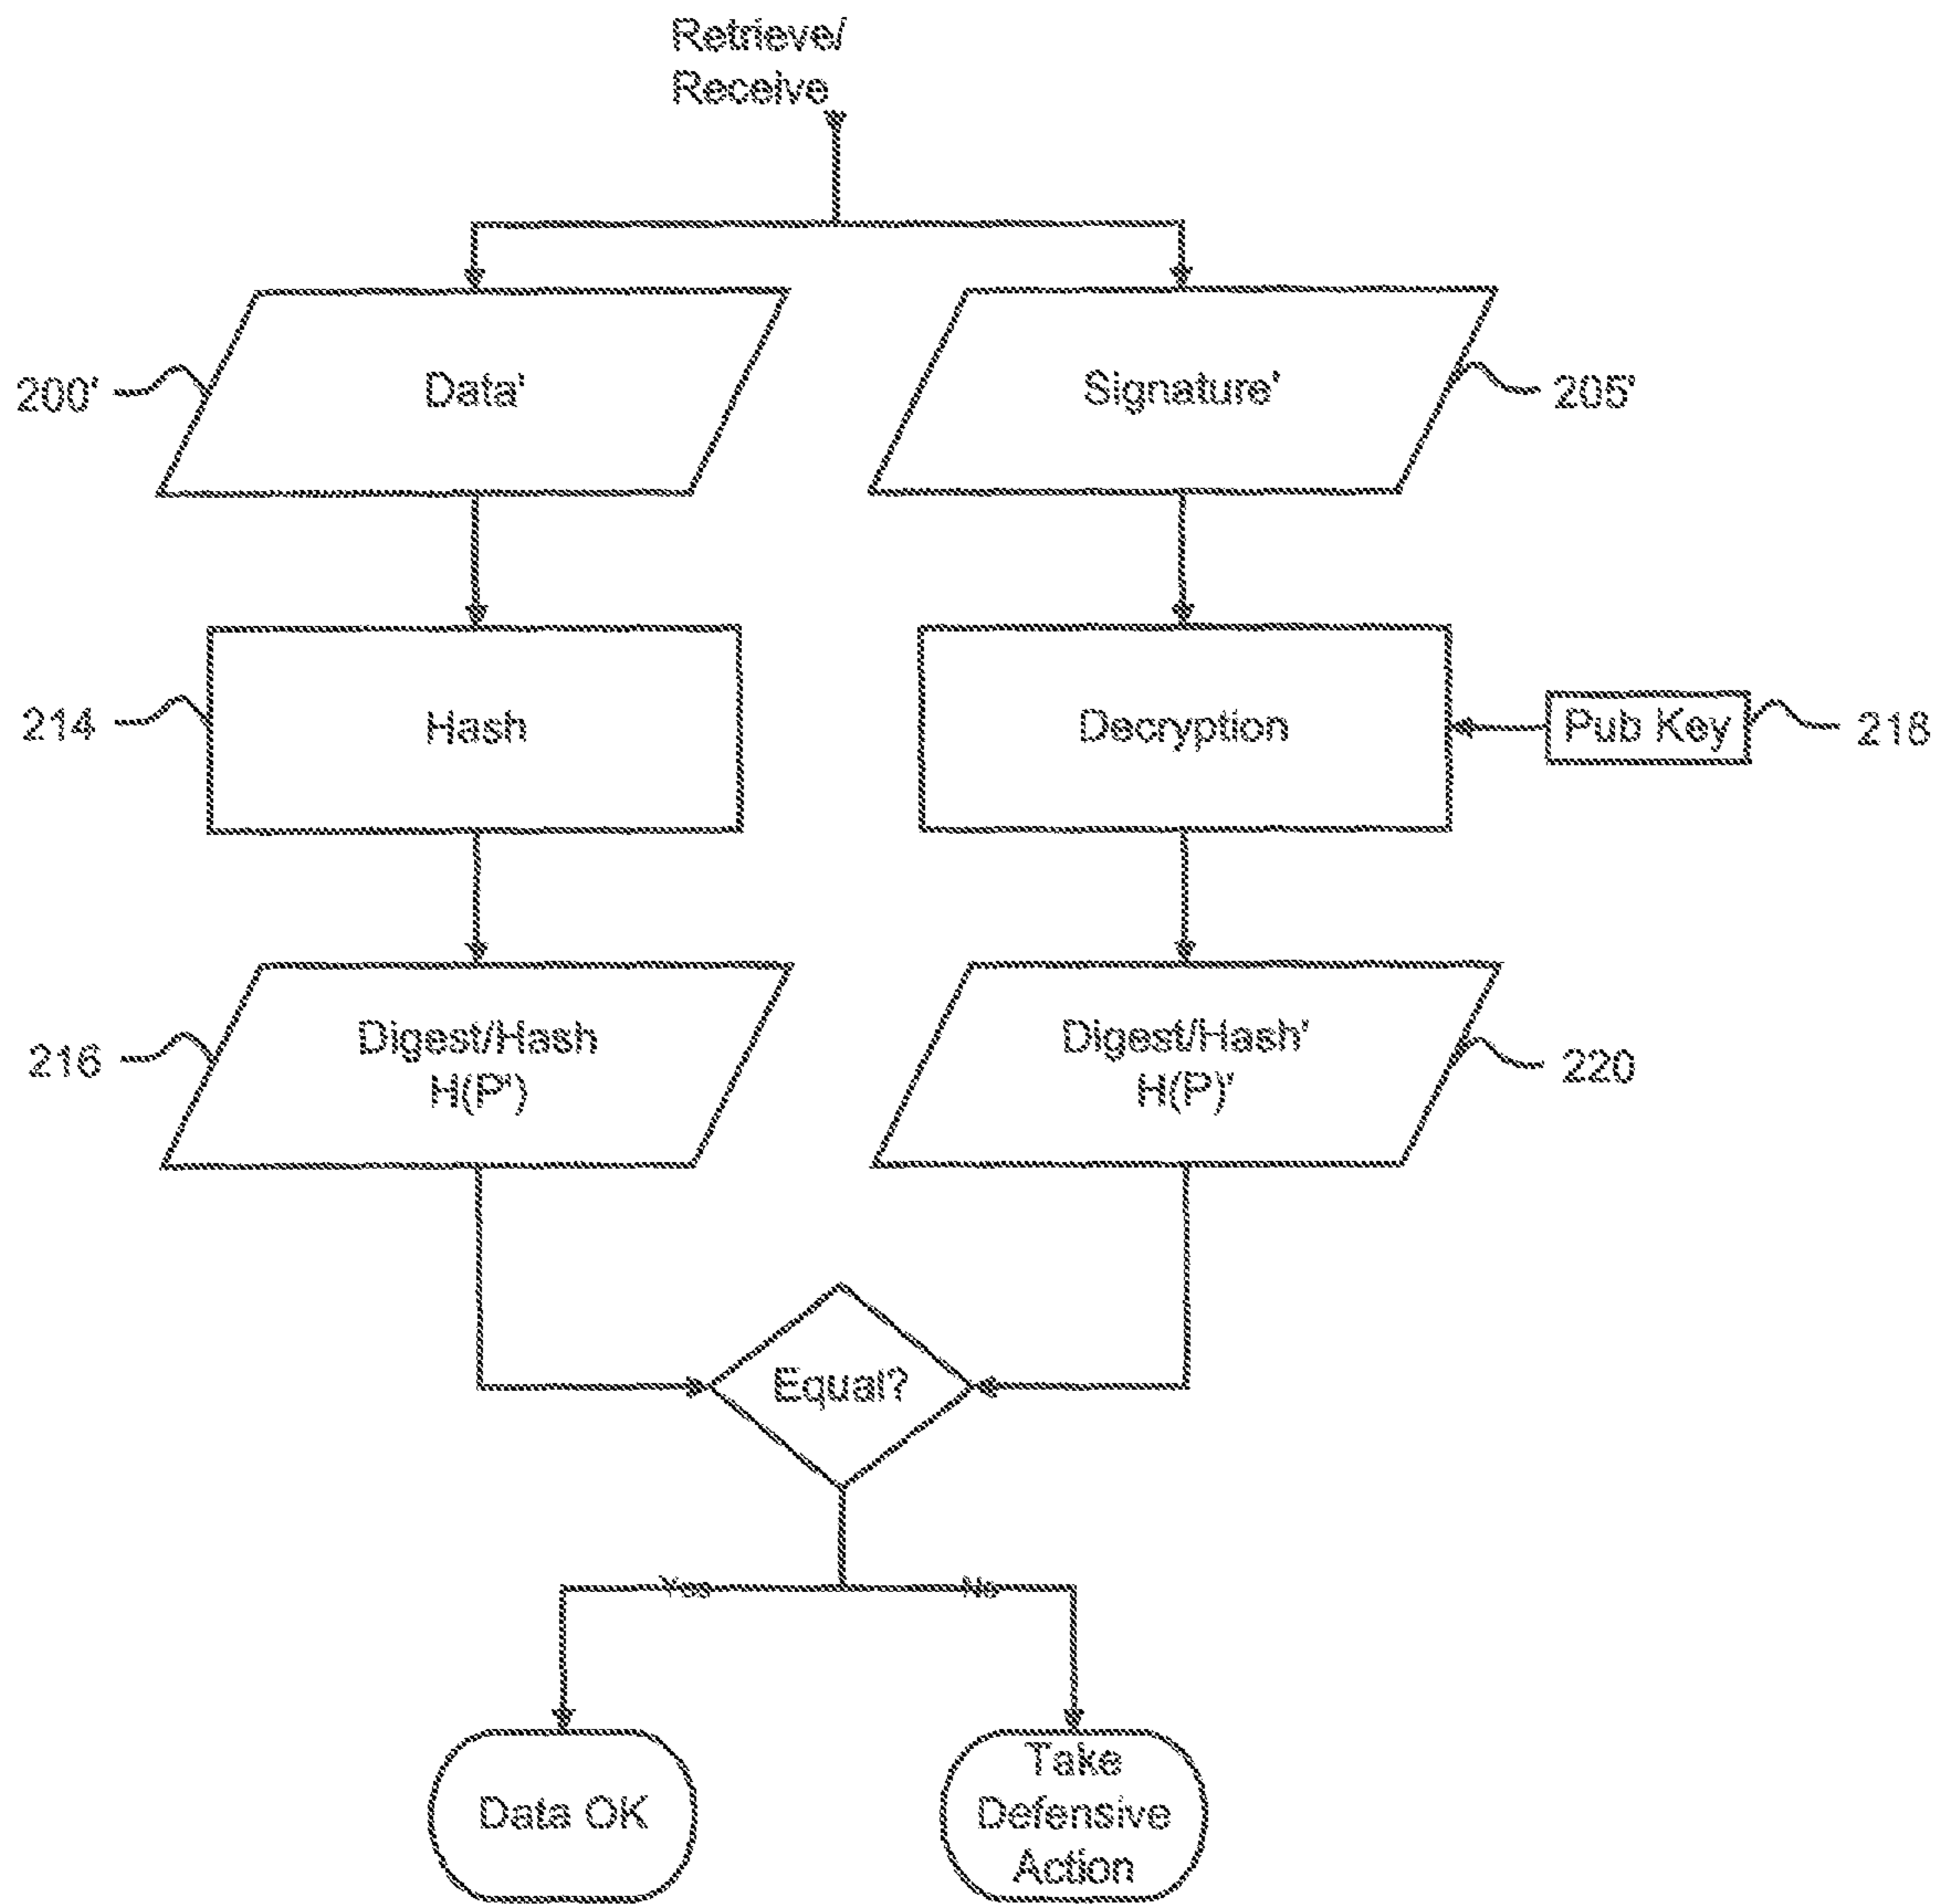 Retrieve/
Receive
200'
Data'
Signature'
205'
214
Hash
Decryption
Pub Key
218
216
Digest/Hash
H(P')
Digest/Hash'
H(P)'
220
Equal?
Yes
No
Data OK
Take
Defensive
Action